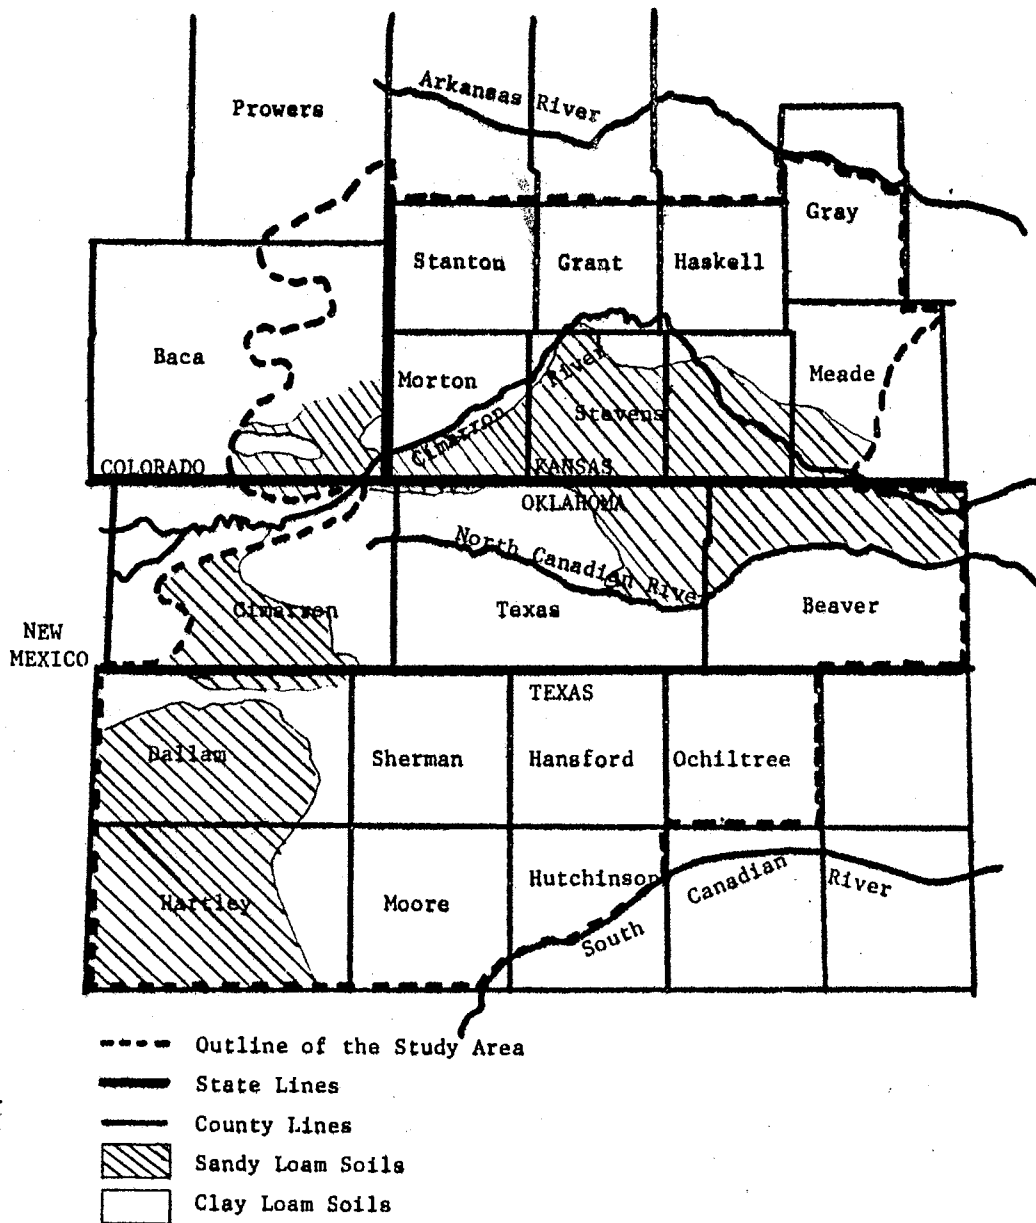 Prowers
Arkansas River
Gray
Stanton
Grant
Haskell
Baca
Morton
Cimarron River
Stevens
Meade
COLORADO
KANSAS
OKLAHOMA
North Canadian Rive
Cimarron
Texas
Beaver
NEW
MEXICO
TEXAS
Dallam
Sherman
Hansford
Ochiltree
Hartley
Moore
Hutchinson
South Canadian River
Outline of the Study Area
State Lines
County Lines
Sandy Loam Soils
Clay Loam Soils